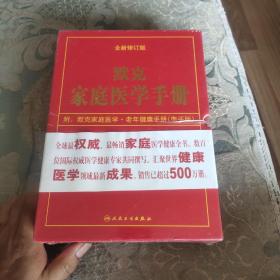 全新修订版
默克
家庭医学手册
附：默克家庭医学·老年健康手册(电子版)
全球最权威、最畅销家庭医学健康全书。数百
位国际权威医学健康专家共同撰写，汇聚世界健康
医学领域最新成果，销售已超过500万册。
人民卫生出版社